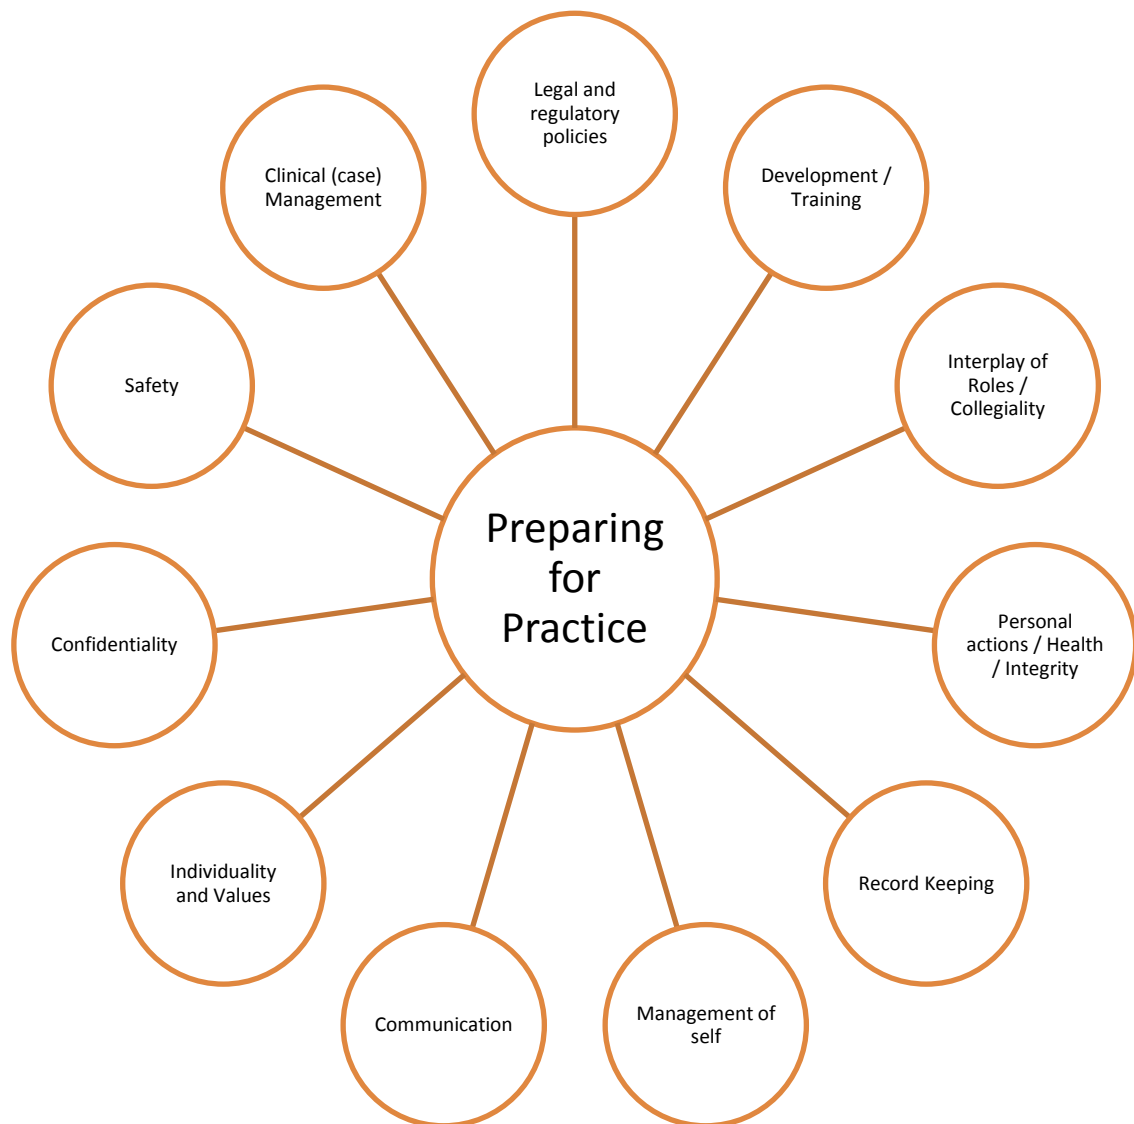 Legal and
regulatory
policies
Development /
Training
Interplay of
Roles /
Collegiality
Personal
actions / Health
/ Integrity
Record Keeping
Management of
self
Communication
Individuality
and Values
Confidentiality
Safety
Clinical (case)
Management
Preparing
for
Practice